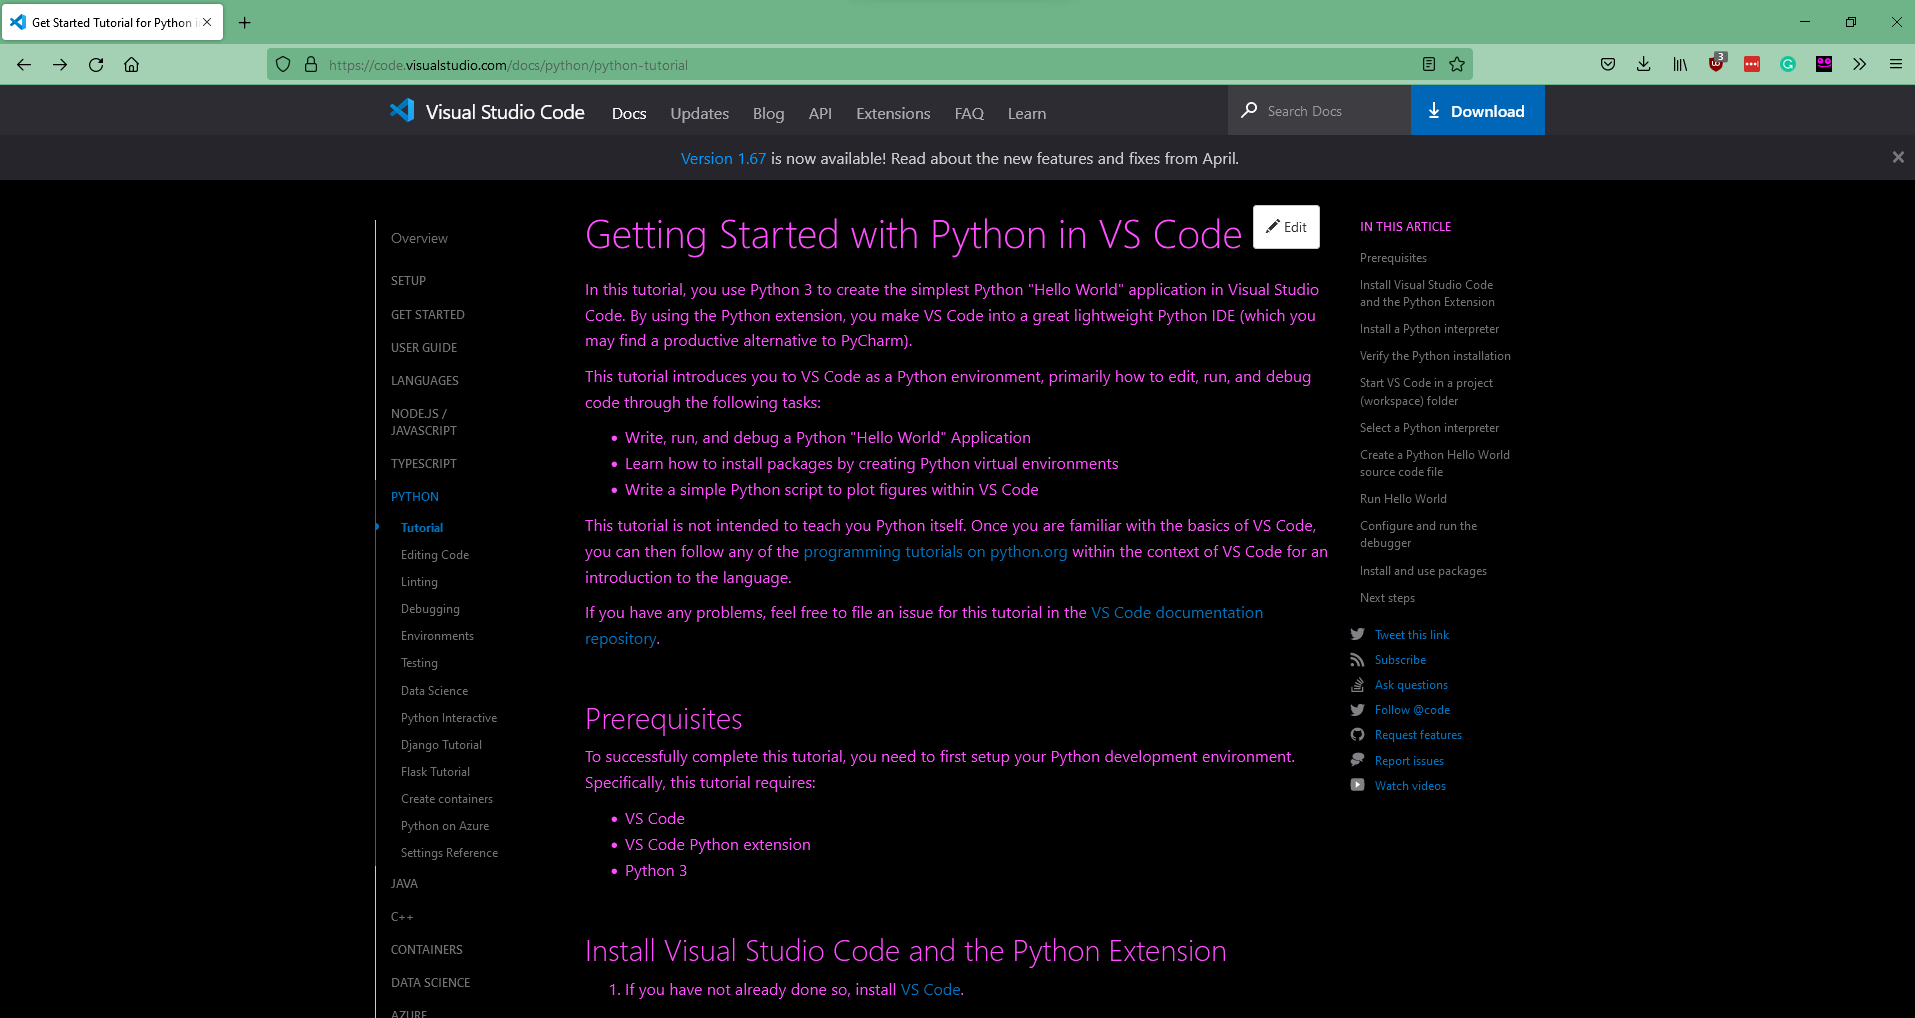 Get Started Tutorial for Python i
https://code.visualstudio.com/docs/python/python-tutorial
3
Visual Studio Code
Docs
Updates
Blog
API
Extensions
FAQ
Learn
Search Docs
Download
Version 1.67 is now available! Read about the new features and fixes from April.
Overview
SETUP
GET STARTED
USER GUIDE
LANGUAGES
NODE.JS /
JAVASCRIPT
TYPESCRIPT
PYTHON
Tutorial
Editing Code
Linting
Debugging
Environments
Testing
Data Science
Python Interactive
Django Tutorial
Flask Tutorial
Create containers
Python on Azure
Settings Reference
JAVA
C++
CONTAINERS
DATA SCIENCE
AZURE
Getting Started with Python in VS Code
Edit
In this tutorial, you use Python 3 to create the simplest Python "Hello World" application in Visual Studio
Code. By using the Python extension, you make VS Code into a great lightweight Python IDE (which you
may find a productive alternative to PyCharm).
This tutorial introduces you to VS Code as a Python environment, primarily how to edit, run, and debug
code through the following tasks:
• Write, run, and debug a Python "Hello World" Application
• Learn how to install packages by creating Python virtual environments
• Write a simple Python script to plot figures within VS Code
This tutorial is not intended to teach you Python itself. Once you are familiar with the basics of VS Code,
you can then follow any of the programming tutorials on python.org within the context of VS Code for an
introduction to the language.
If you have any problems, feel free to file an issue for this tutorial in the VS Code documentation
repository.
Prerequisites
To successfully complete this tutorial, you need to first setup your Python development environment.
Specifically, this tutorial requires:
• VS Code
• VS Code Python extension
• Python 3
Install Visual Studio Code and the Python Extension
1. If you have not already done so, install VS Code.
IN THIS ARTICLE
Prerequisites
Install Visual Studio Code
and the Python Extension
Install a Python interpreter
Verify the Python installation
Start VS Code in a project
(workspace) folder
Select a Python interpreter
Create a Python Hello World
source code file
Run Hello World
Configure and run the
debugger
Install and use packages
Next steps
Tweet this link
Subscribe
Ask questions
Follow @code
Request features
Report issues
Watch videos